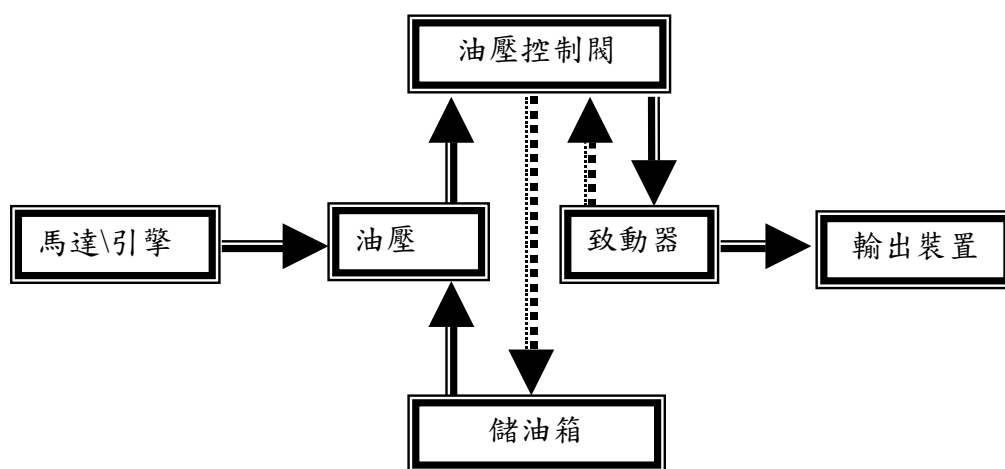 油壓控制閥
馬達\引擎
油壓
致動器
輸出裝置
儲油箱